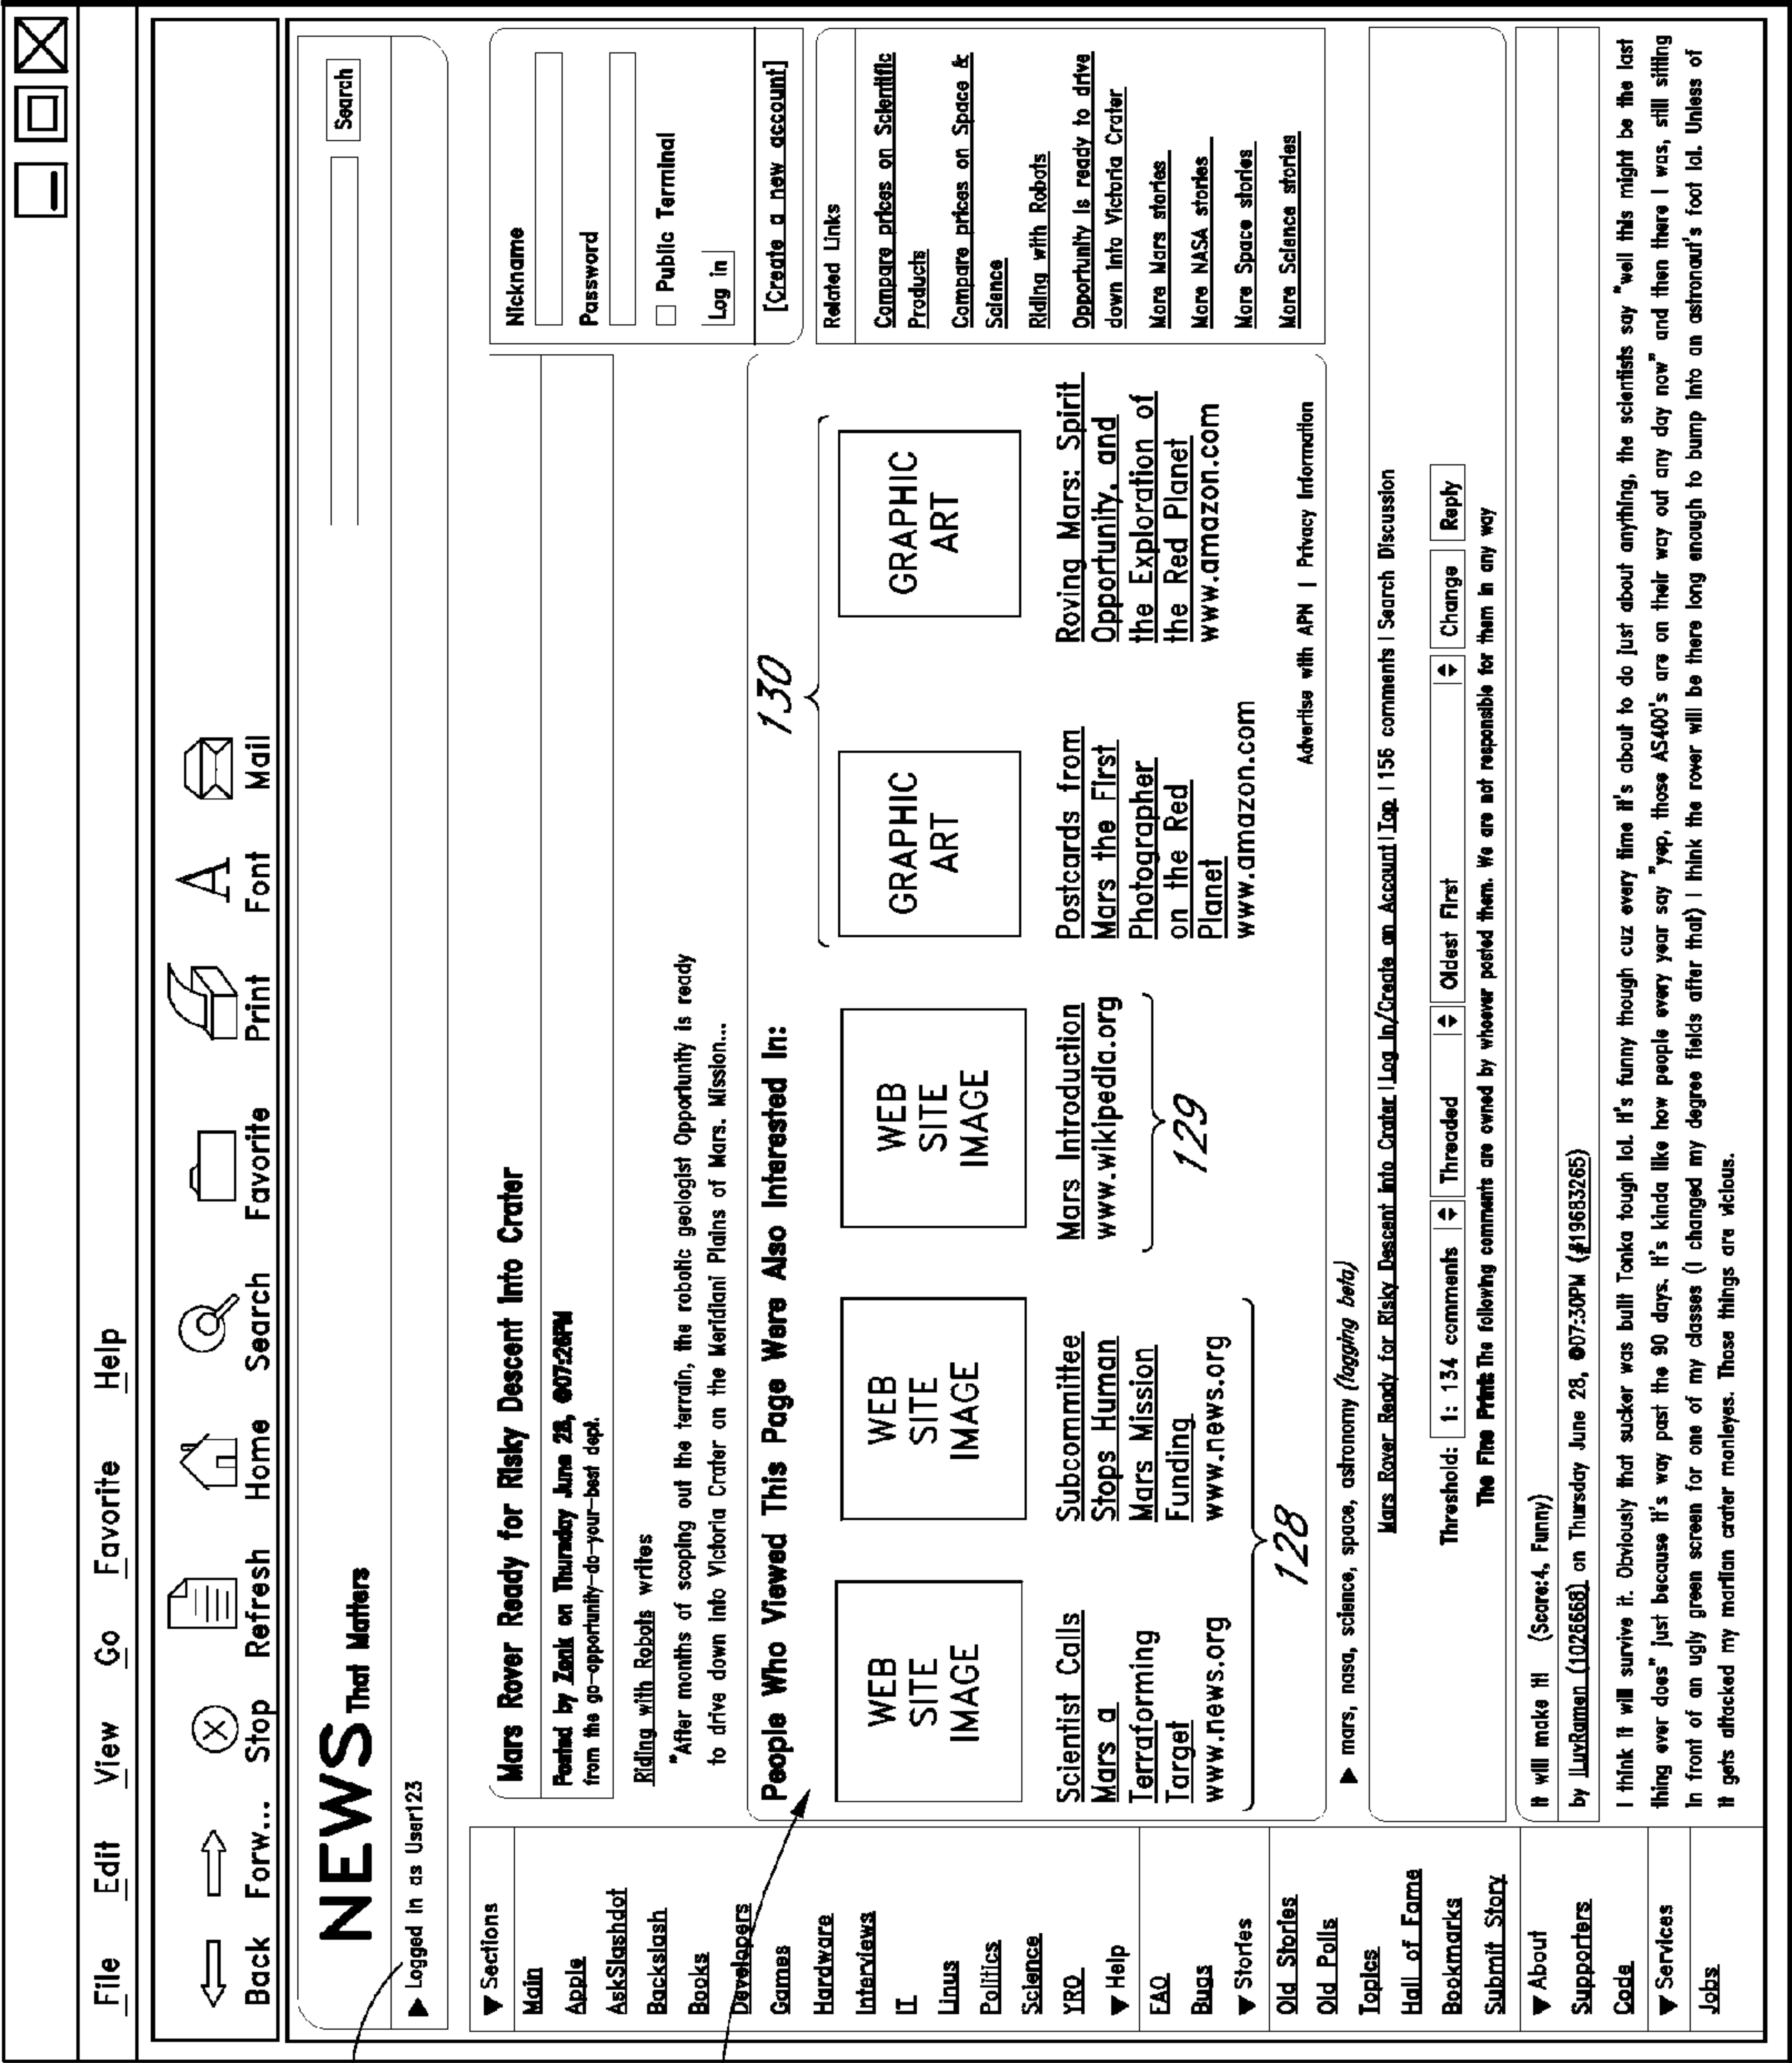 File Edit View Go Favorite Help
Back Forw... Stop Refresh Home Search Favorite Print Font Mail
NEWS That Matters
Search
▶ Logged in as User123
▼ Sections
Main
Apple
AskSlashdot
Backslash
Books
Developers
Games
Hardware
Interviews
IT
Linus
Politics
Science
YRO
▼ Help
FAQ
Bugs
▼ Stories
Old Stories
Old Polls
Topics
Hall of Fame
Bookmarks
Submit Story
▼ About
Supporters
Code
▼ Services
Jobs
Mars Rover Ready for Risky Descent Into Crater
Posted by Zonk on Thursday June 28, @07:26PM
from the go-opportunity-do-your-best dept.
Riding with Robots writes
"After months of scoping out the terrain, the robotic geologist Opportunity is ready
to drive down into Victoria Crater on the Meridiani Plains of Mars. Mission...
Nickname
Password
Public Terminal
Log in
[Create a new account]
Related Links
Compare prices on Scientific
Products
Compare prices on Space &
Science
Riding with Robots
Opportunity is ready to drive
down into Victoria Crater
More Mars stories
More NASA stories
More Space stories
More Science stories
People Who Viewed This Page Were Also Interested In:
130
WEB
SITE
IMAGE
Scientist Calls
Mars a
Terraforming
Target
www.news.org
WEB
SITE
IMAGE
Subcommittee
Stops Human
Mars Mission
Funding
www.news.org
128
WEB
SITE
IMAGE
Mars Introduction
www.wikipedia.org
129
GRAPHIC
ART
Postcards from
Mars the First
Photographer
on the Red
Planet
www.amazon.com
GRAPHIC
ART
Roving Mars: Spirit
Opportunity, and
the Exploration of
the Red Planet
www.amazon.com
Advertise with APN | Privacy Information
▶ mars, nasa, science, space, astronomy (tagging beta)
Mars Rover Ready for Risky Descent Into Crater | Log In/Create an Account | Top | 156 comments | Search Discussion
Threshold: 1: 134 comments Threaded Oldest First Change Reply
The Fine Print: The following comments are owned by whoever posted them. We are not responsible for them in any way
It will make it! (Score:4, Funny)
by ILuvRamen (1026668) on Thursday June 28, @07:30PM (#19683265)
I think it will survive it. Obviously that sucker was built Tonka tough lol. It's funny though cuz every time it's about to do just about anything, the scientists say "well this might be the last
thing ever does" just because it's way past the 90 days. It's kinda like how people every year say "yep, those AS400's are on their way out any day now" and then there I was, still sitting
in front of an ugly green screen for one of my classes (I changed my degree fields after that) I think the rover will be there long enough to bump into an astronaut's foot lol. Unless of
it gets attacked my martian crater monleyes. Those things are vicious.